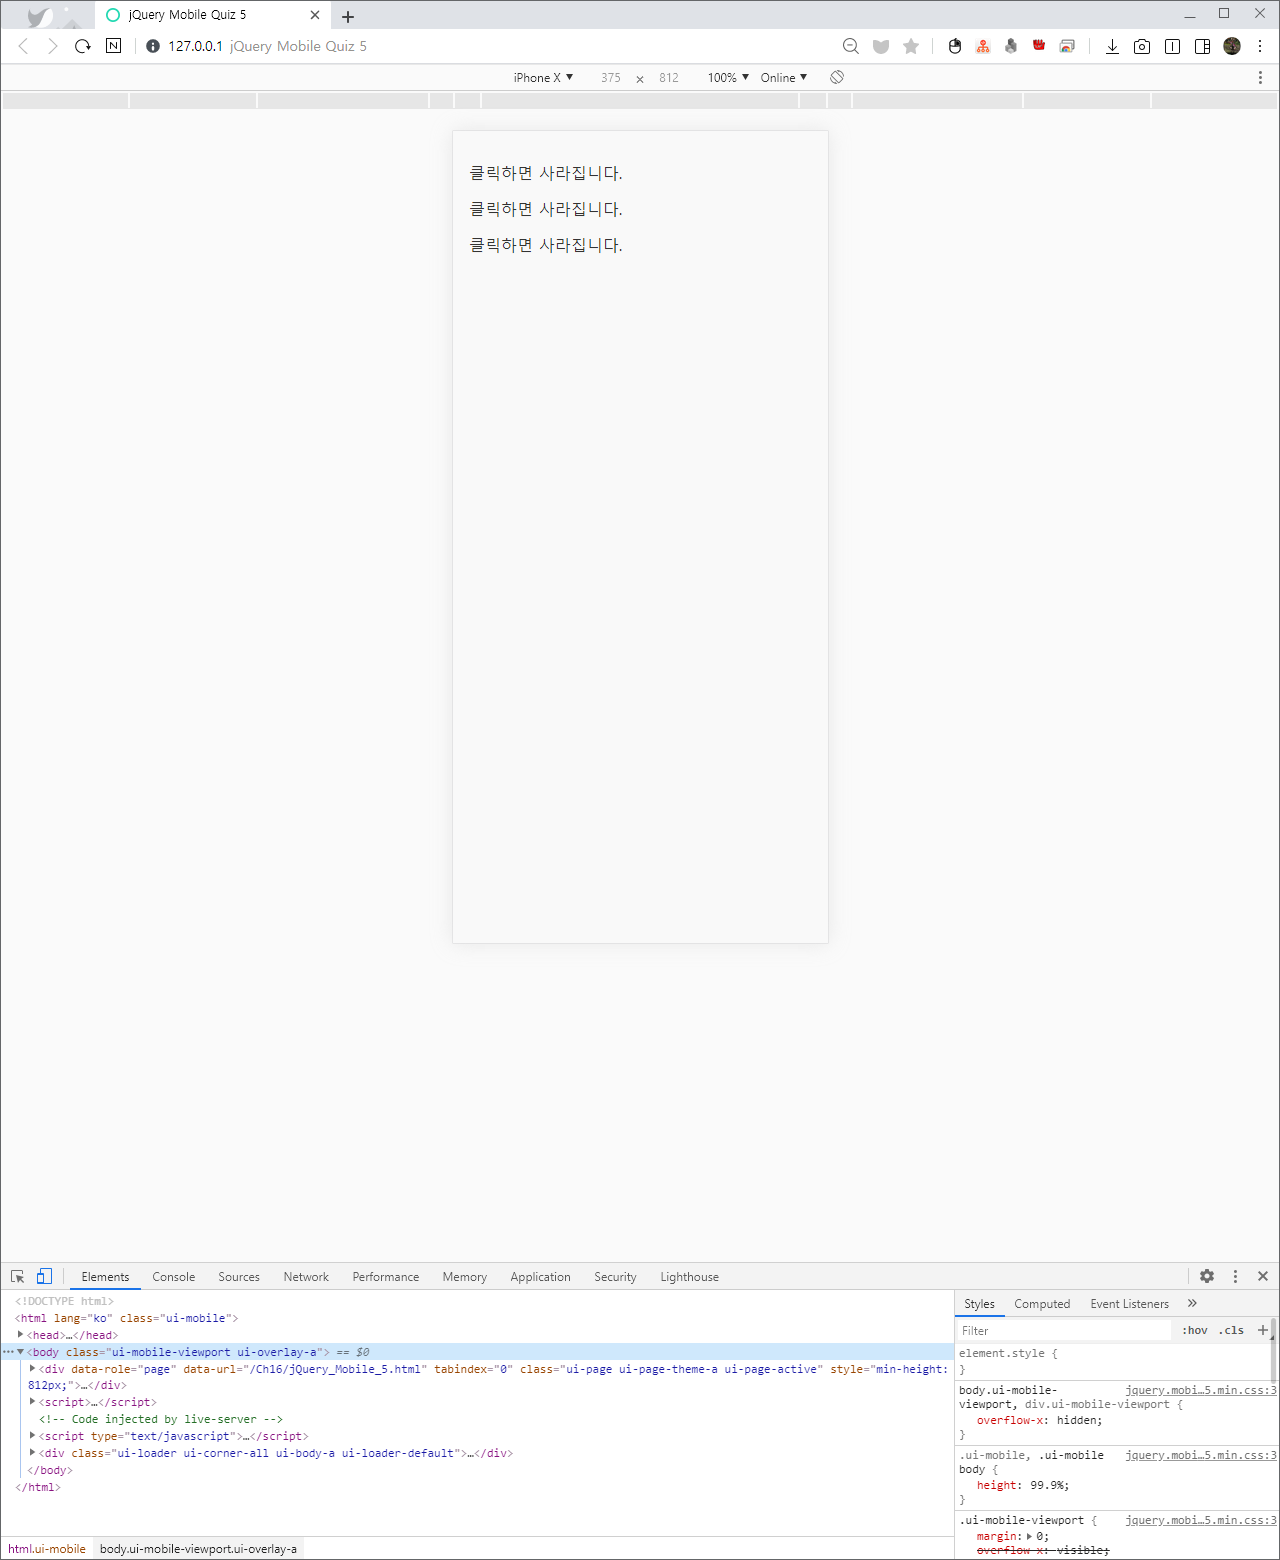 jQuery Mobile Quiz 5
127.0.0.1 jQuery Mobile Quiz 5
iPhone X ▼ 375 × 812 100% ▼ Online ▼
클릭하면 사라집니다.
클릭하면 사라집니다.
클릭하면 사라집니다.
Elements Console Sources Network Performance Memory Application Security Lighthouse
<!DOCTYPE html>
<html lang="ko" class="ui-mobile">
<head>…</head>
<body class="ui-mobile-viewport ui-overlay-a"> == $0
<div data-role="page" data-url="/Ch16/jQuery_Mobile_5.html" tabindex="0" class="ui-page ui-page-theme-a ui-page-active" style="min-height:
812px;">…</div>
<script>…</script>
<!-- Code injected by live-server -->
<script type="text/javascript">…</script>
<div class="ui-loader ui-corner-all ui-body-a ui-loader-default">…</div>
</body>
</html>
html.ui-mobile body.ui-mobile-viewport.ui-overlay-a
Styles Computed Event Listeners »
Filter :hov .cls +
element.style {
}
body.ui-mobile- jquery.mobi…5.min.css:3
viewport, div.ui-mobile-viewport {
overflow-x: hidden;
}
.ui-mobile, .ui-mobile jquery.mobi…5.min.css:3
body {
height: 99.9%;
}
.ui-mobile-viewport { jquery.mobi…5.min.css:3
margin: 0;
overflow-x: visible;